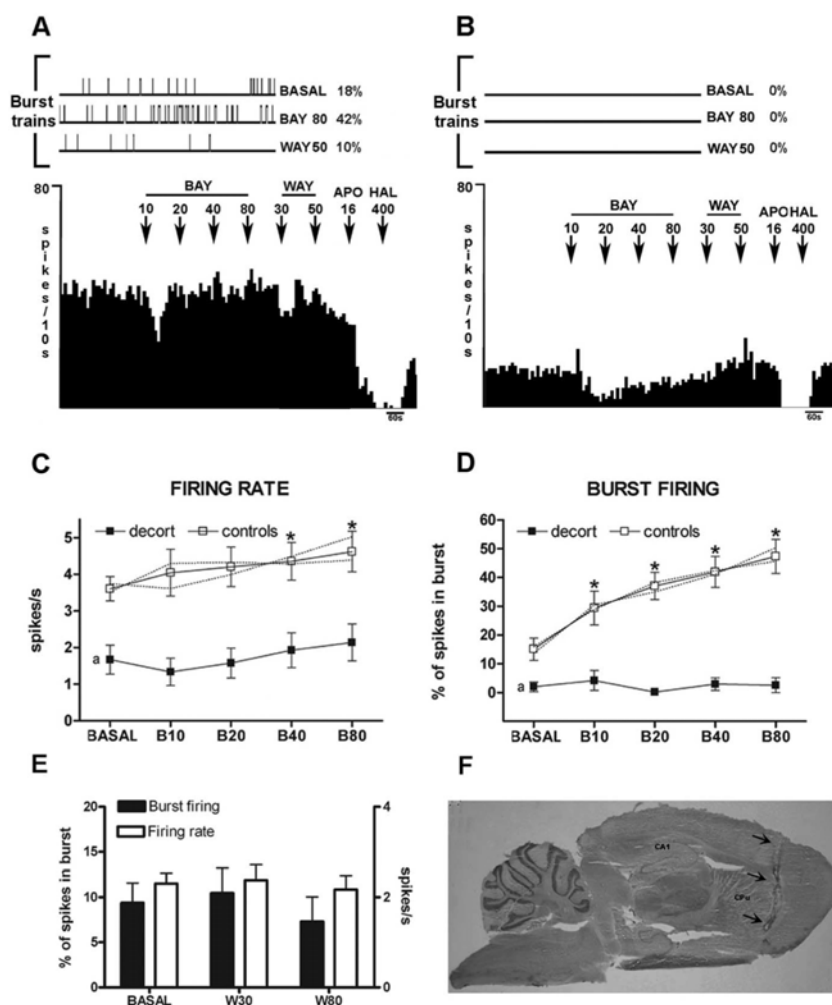 A
Burst trains
BASAL 18%
BAY 80 42%
WAY 50 10%
80
spikes/10s
0
BAY WAY APO HAL
10 20 40 80 30 50 16 400
60s
B
Burst trains
BASAL 0%
BAY 80 0%
WAY 50 0%
80
spikes/10s
0
BAY WAY APO HAL
10 20 40 80 30 50 16 400
60s
C
FIRING RATE
decort controls
spikes/s
5
4
3
2
1
0
a
* *
BASAL B10 B20 B40 B80
D
BURST FIRING
decort controls
% of spikes in burst
60
50
40
30
20
10
0
a
* * * *
BASAL B10 B20 B40 B80
E
Burst firing
Firing rate
% of spikes in burst
20
15
10
5
0
4
2
0
spikes/s
BASAL W30 W80
F
CA1
CPu